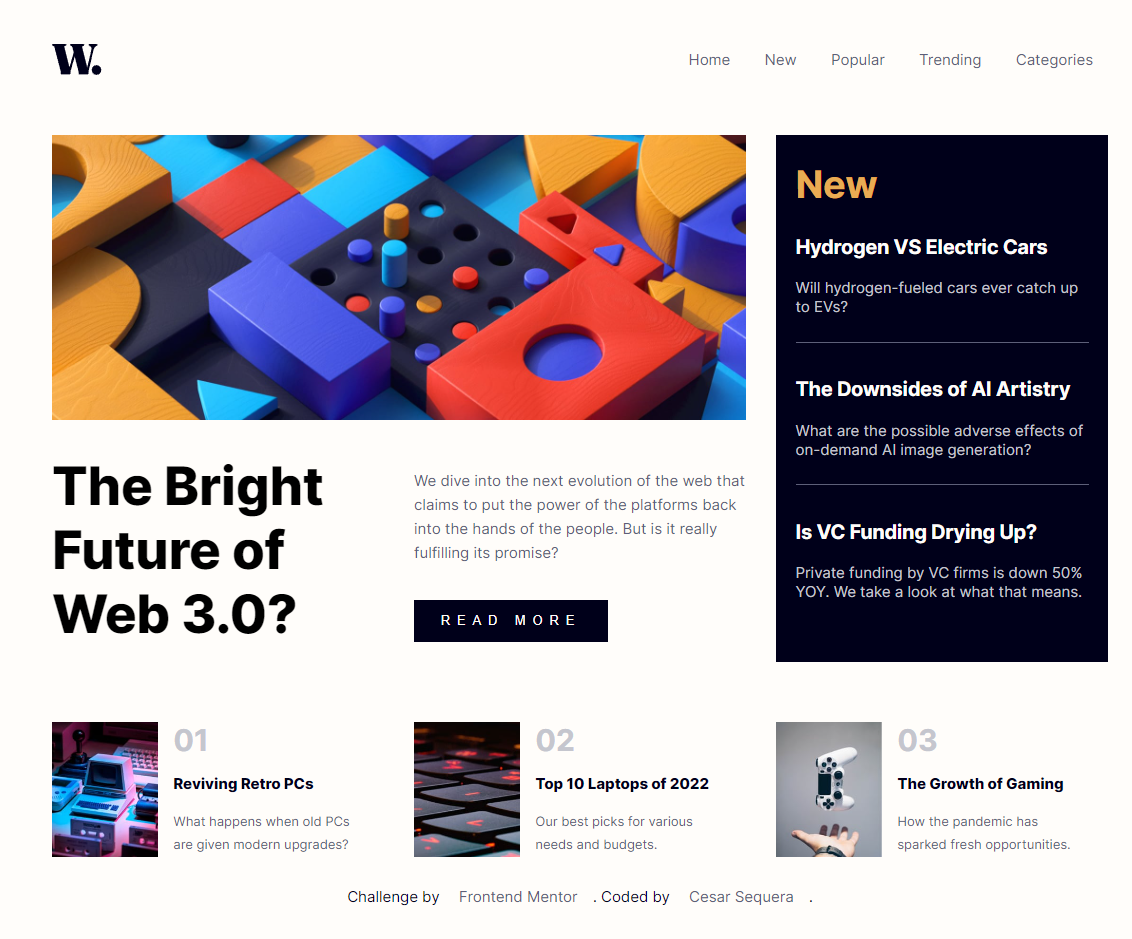 W.
Home New Popular Trending Categories
The Bright
Future of
Web 3.0?
We dive into the next evolution of the web that
claims to put the power of the platforms back
into the hands of the people. But is it really
fulfilling its promise?
READ MORE
New
Hydrogen VS Electric Cars
Will hydrogen-fueled cars ever catch up
to EVs?
The Downsides of AI Artistry
What are the possible adverse effects of
on-demand AI image generation?
Is VC Funding Drying Up?
Private funding by VC firms is down 50%
YOY. We take a look at what that means.
01
Reviving Retro PCs
What happens when old PCs
are given modern upgrades?
02
Top 10 Laptops of 2022
Our best picks for various
needs and budgets.
03
The Growth of Gaming
How the pandemic has
sparked fresh opportunities.
Challenge by Frontend Mentor . Coded by Cesar Sequera .